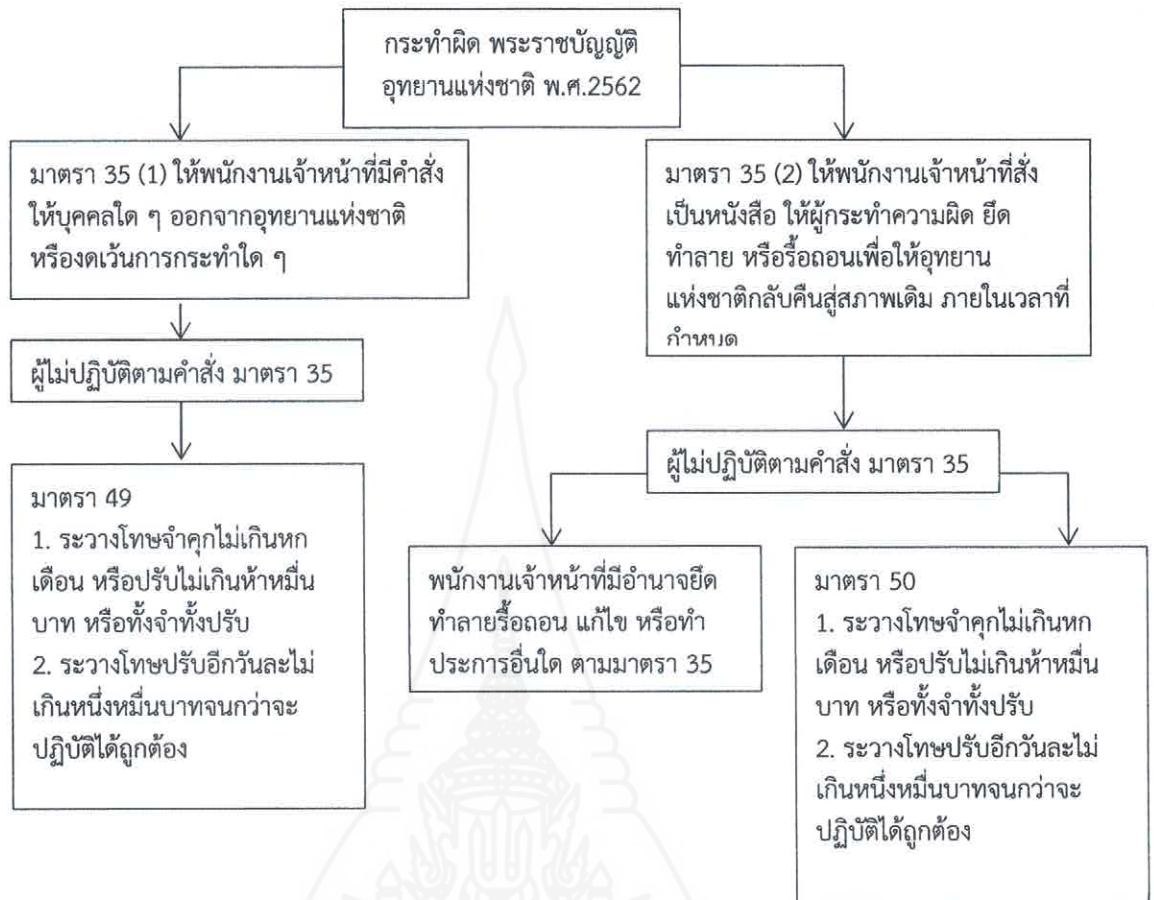 กระทำผิด พระราชบัญญัติ
อุทยานแห่งชาติ พ.ศ.2562
มาตรา 35 (1) ให้พนักงานเจ้าหน้าที่มีคำสั่ง
ให้บุคคลใด ๆ ออกจากอุทยานแห่งชาติ
หรืองดเว้นการกระทำใด ๆ
มาตรา 35 (2) ให้พนักงานเจ้าหน้าที่สั่ง
เป็นหนังสือ ให้ผู้กระทำความผิด ยึด
ทำลาย หรือรื้อถอนเพื่อให้อุทยาน
แห่งชาติกลับคืนสู่สภาพเดิม ภายในเวลาที่
กำหนด
ผู้ไม่ปฏิบัติตามคำสั่ง มาตรา 35
ผู้ไม่ปฏิบัติตามคำสั่ง มาตรา 35
มาตรา 49
1. ระวางโทษจำคุกไม่เกินหก
เดือน หรือปรับไม่เกินห้าหมื่น
บาท หรือทั้งจำทั้งปรับ
2. ระวางโทษปรับอีกวันละไม่
เกินหนึ่งหมื่นบาทจนกว่าจะ
ปฏิบัติได้ถูกต้อง
พนักงานเจ้าหน้าที่มีอำนาจยึด
ทำลายรื้อถอน แก้ไข หรือทำ
ประการอื่นใด ตามมาตรา 35
มาตรา 50
1. ระวางโทษจำคุกไม่เกินหก
เดือน หรือปรับไม่เกินห้าหมื่น
บาท หรือทั้งจำทั้งปรับ
2. ระวางโทษปรับอีกวันละไม่
เกินหนึ่งหมื่นบาทจนกว่าจะ
ปฏิบัติได้ถูกต้อง